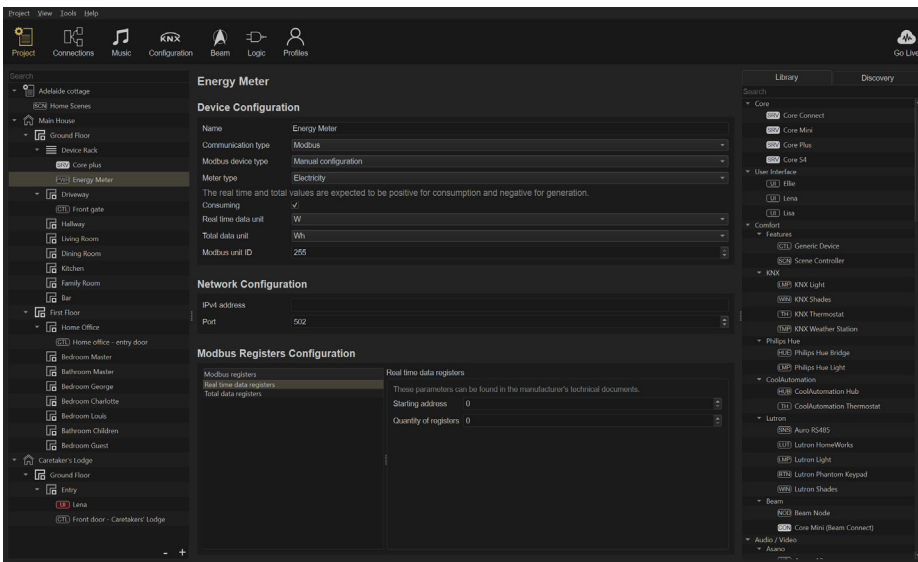 Project View Tools Help
Project Connections Music KNX Configuration Beam Logic Profiles Go Live
Search
Adelaide cottage
SCN Home Scenes
Main House
Ground Floor
Device Rack
SRV Core plus
Energy Meter
Driveway
CTL Front gate
Hallway
Living Room
Dining Room
Kitchen
Family Room
Bar
First Floor
Home Office
CTL Home office - entry door
Bedroom Master
Bathroom Master
Bedroom George
Bedroom Charlotte
Bedroom Louis
Bathroom Children
Bedroom Guest
Caretaker's Lodge
Ground Floor
Entry
UI Lena
CTL Front door - Caretakers' Lodge
- +
Energy Meter
Device Configuration
Name Energy Meter
Communication type Modbus
Modbus device type Manual configuration
Meter type Electricity
The real time and total values are expected to be positive for consumption and negative for generation.
Consuming
Real time data unit W
Total data unit Wh
Modbus unit ID 255
Network Configuration
IPv4 address
Port 502
Modbus Registers Configuration
Modbus registers
Real time data registers
Total data registers
Real time data registers
These parameters can be found in the manufacturer's technical documents.
Starting address 0
Quantity of registers 0
Library Discovery
Search
Core
SRV Core Connect
SRV Core Mini
SRV Core Plus
SRV Core S4
User Interface
UI Ellie
UI Lena
UI Lisa
Comfort
Features
CTL Generic Device
SCN Scene Controller
KNX
LMP KNX Light
WIN KNX Shades
TH KNX Thermostat
TMP KNX Weather Station
Philips Hue
HUE Philips Hue Bridge
LMP Philips Hue Light
CoolAutomation
HUB CoolAutomation Hub
TH CoolAutomation Thermostat
Lutron
SNS Auro RS485
LUT Lutron HomeWorks
LMP Lutron Light
BTN Lutron Phantom Keypad
WIN Lutron Shades
Beam
NOD Beam Node
CON Core Mini (Beam Connect)
Audio / Video
Asano